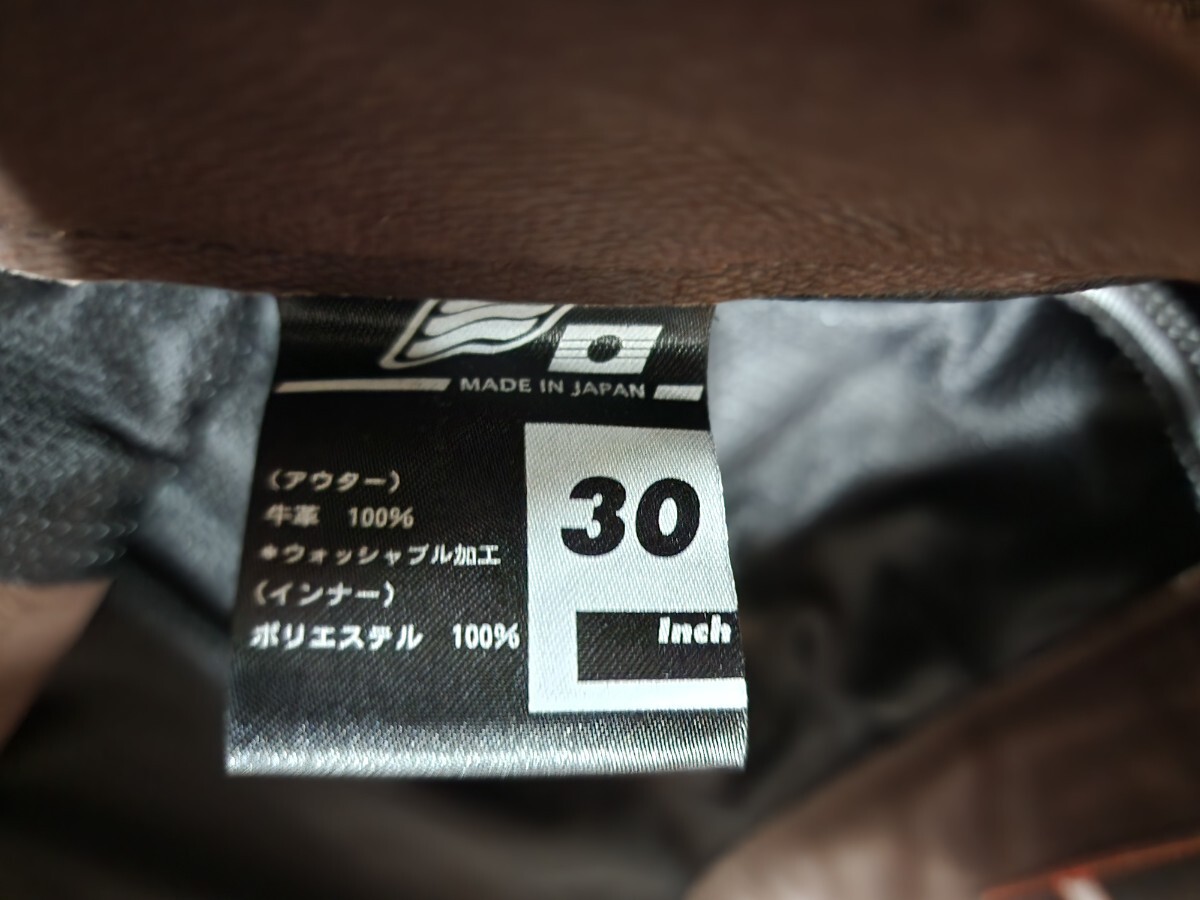 MADE IN JAPAN
(アウター)
牛革 100%
*ウォッシャブル加工
(インナー)
ポリエステル 100%
30
Inch